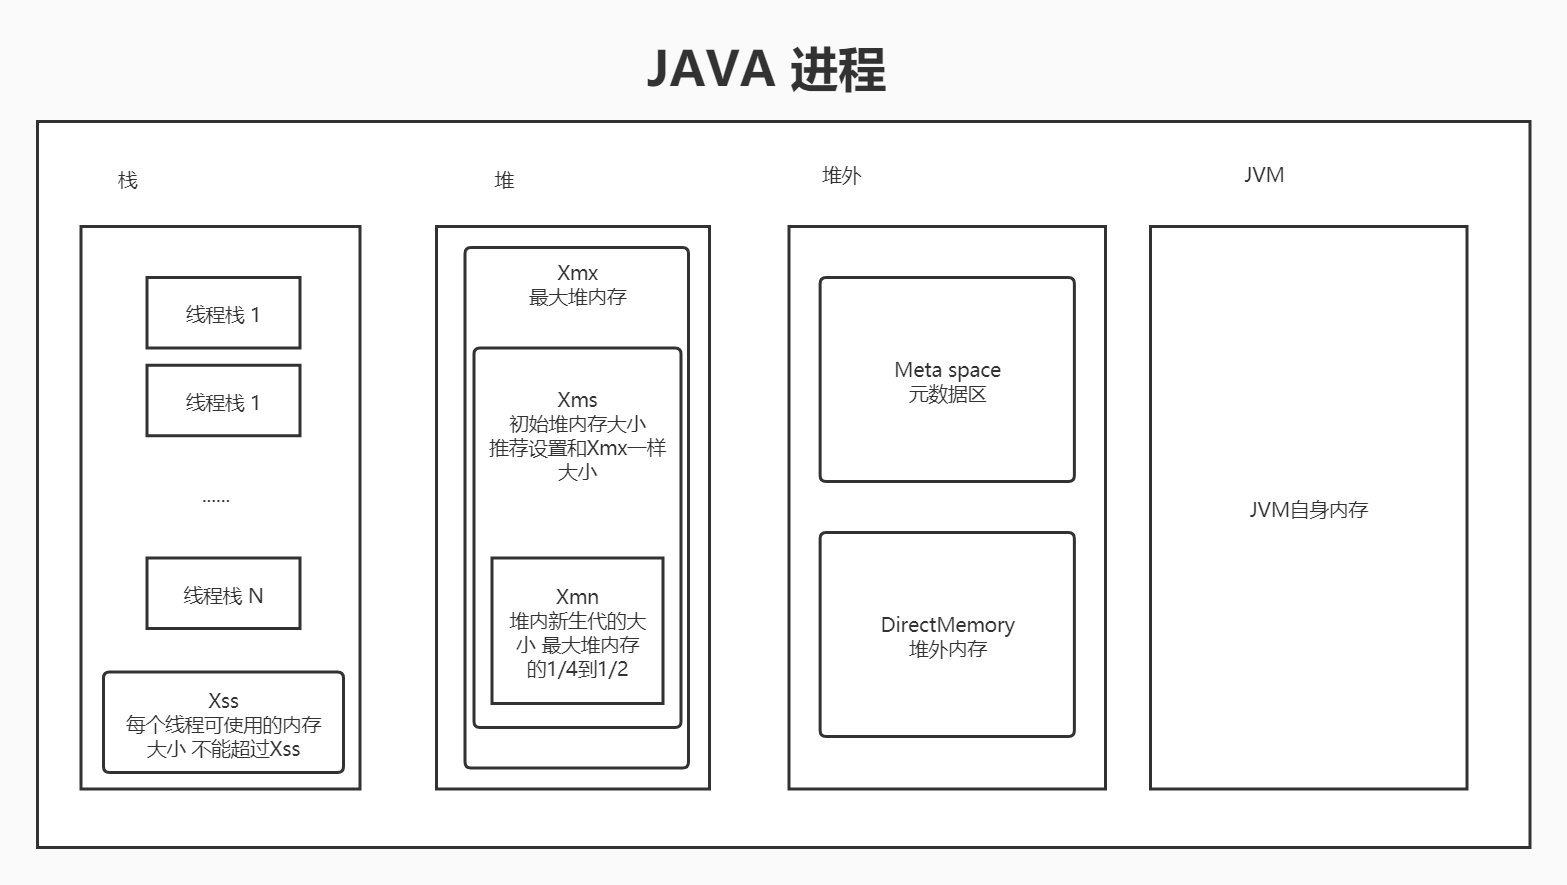 JAVA 进程
栈
线程栈 1
线程栈 1
......
线程栈 N
Xss
每个线程可使用的内存
大小 不能超过Xss
堆
Xmx
最大堆内存
Xms
初始堆内存大小
推荐设置和Xmx一样
大小
Xmn
堆内新生代的大
小 最大堆内存
的1/4到1/2
堆外
Meta space
元数据区
DirectMemory
堆外内存
JVM
JVM自身内存